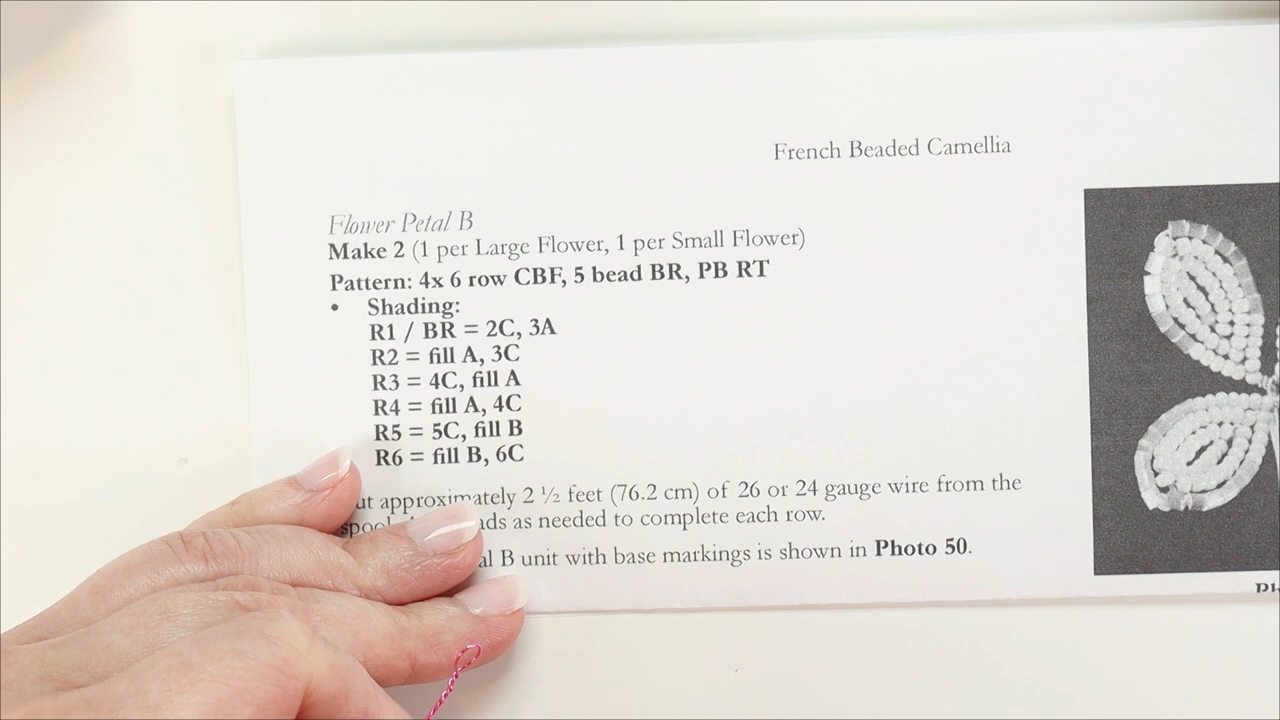 French Beaded Camellia
Flower Petal B
Make 2 (1 per Large Flower, 1 per Small Flower)
Pattern: 4x 6 row CBF, 5 bead BR, PB RT
• Shading:
R1 / BR = 2C, 3A
R2 = fill A, 3C
R3 = 4C, fill A
R4 = fill A, 4C
R5 = 5C, fill B
R6 = fill B, 6C
approximately 2 ½ feet (76.2 cm) of 26 or 24 gauge wire from the
as needed to complete each row.
B unit with base markings is shown in Photo 50.